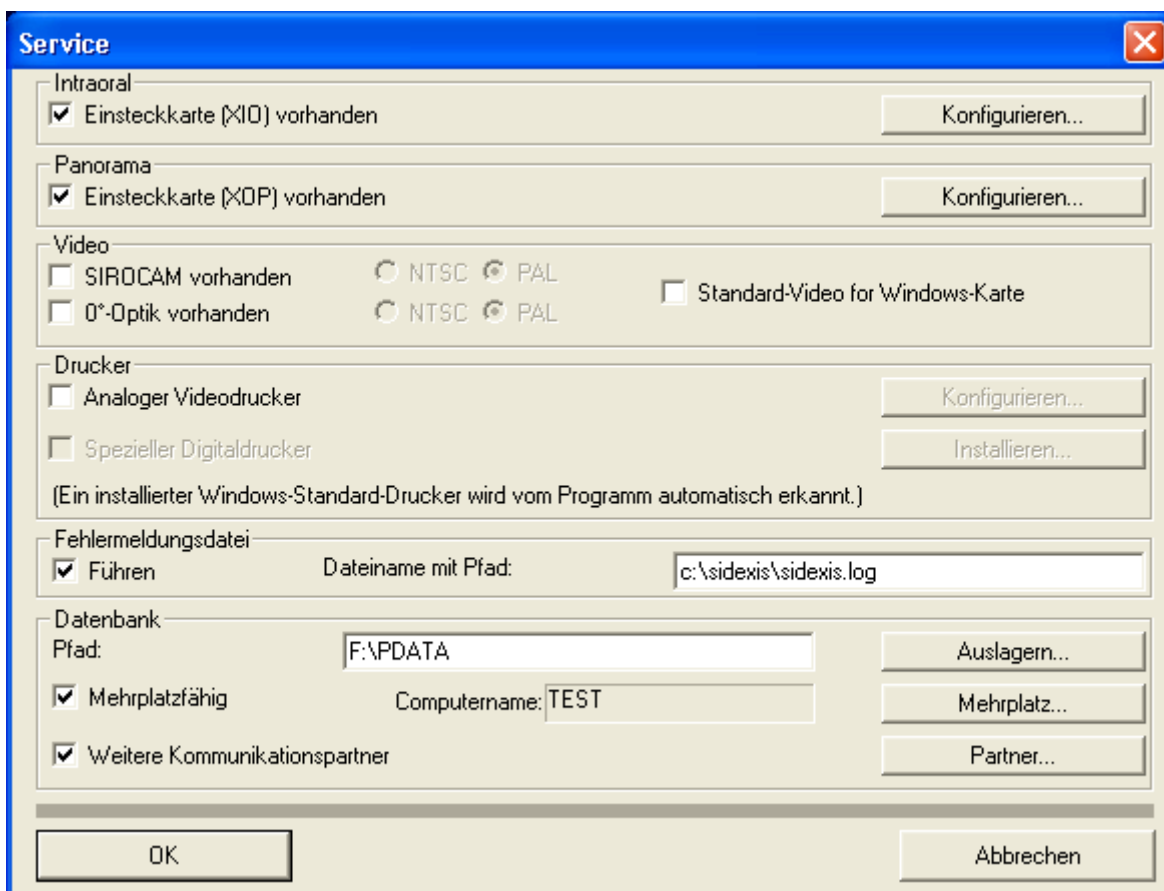 Service
Intraoral
Einsteckkarte (XIO) vorhanden Konfigurieren...
Panorama
Einsteckkarte (XOP) vorhanden Konfigurieren...
Video
SIROCAM vorhanden NTSC PAL
Standard-Video for Windows-Karte
0°-Optik vorhanden NTSC PAL
Drucker
Analoger Videodrucker Konfigurieren...
Spezieller Digitaldrucker Installieren...
(Ein installierter Windows-Standard-Drucker wird vom Programm automatisch erkannt.)
Fehlermeldungsdatei
Führen Dateiname mit Pfad: c:\sidexis\sidexis.log
Datenbank
Pfad: F:\PDATA Auslagern...
Mehrplatzfähig Computername: TEST Mehrplatz...
Weitere Kommunikationspartner Partner...
OK Abbrechen